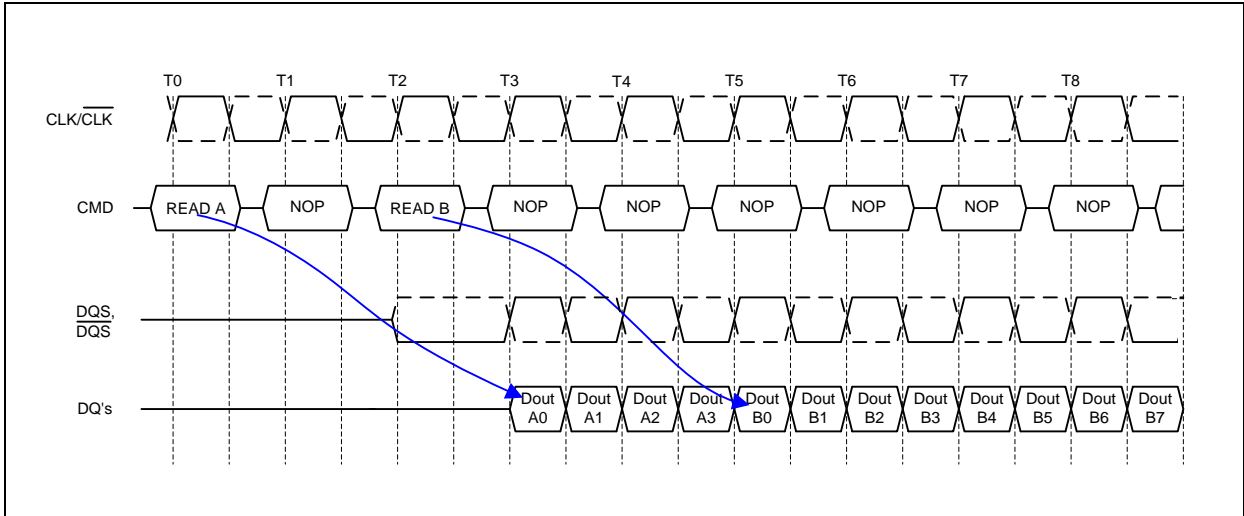 T0 T1 T2 T3 T4 T5 T6 T7 T8
CLK/CLK
CMD READ A NOP READ B NOP NOP NOP NOP NOP NOP
DQS,
DQS
DQ's Dout Dout Dout Dout Dout Dout Dout Dout Dout Dout Dout Dout
A0 A1 A2 A3 B0 B1 B2 B3 B4 B5 B6 B7